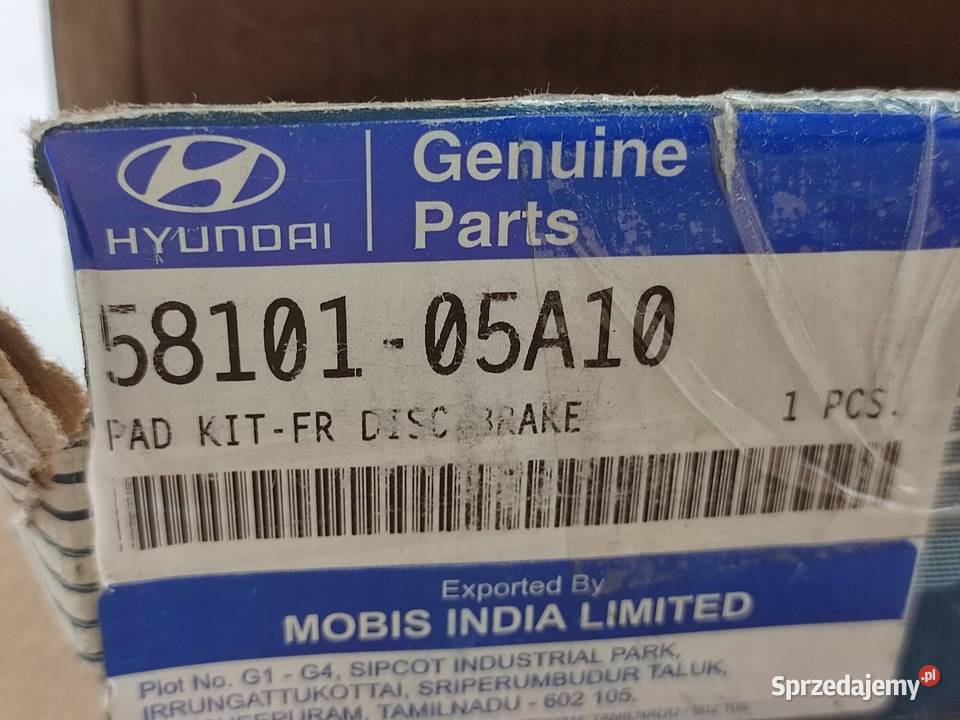 HYUNDAI
Genuine
Parts
58101-05A10
PAD KIT-FR DISC BRAKE
1 PCS.
Exported By
MOBIS INDIA LIMITED
Plot No. G1 - G4, SIPCOT INDUSTRIAL PARK,
IRRUNGATTUKOTTAI, SRIPERUMBUDUR TALUK,
TAMILNADU - 602 105.
Sprzedajemy.pl